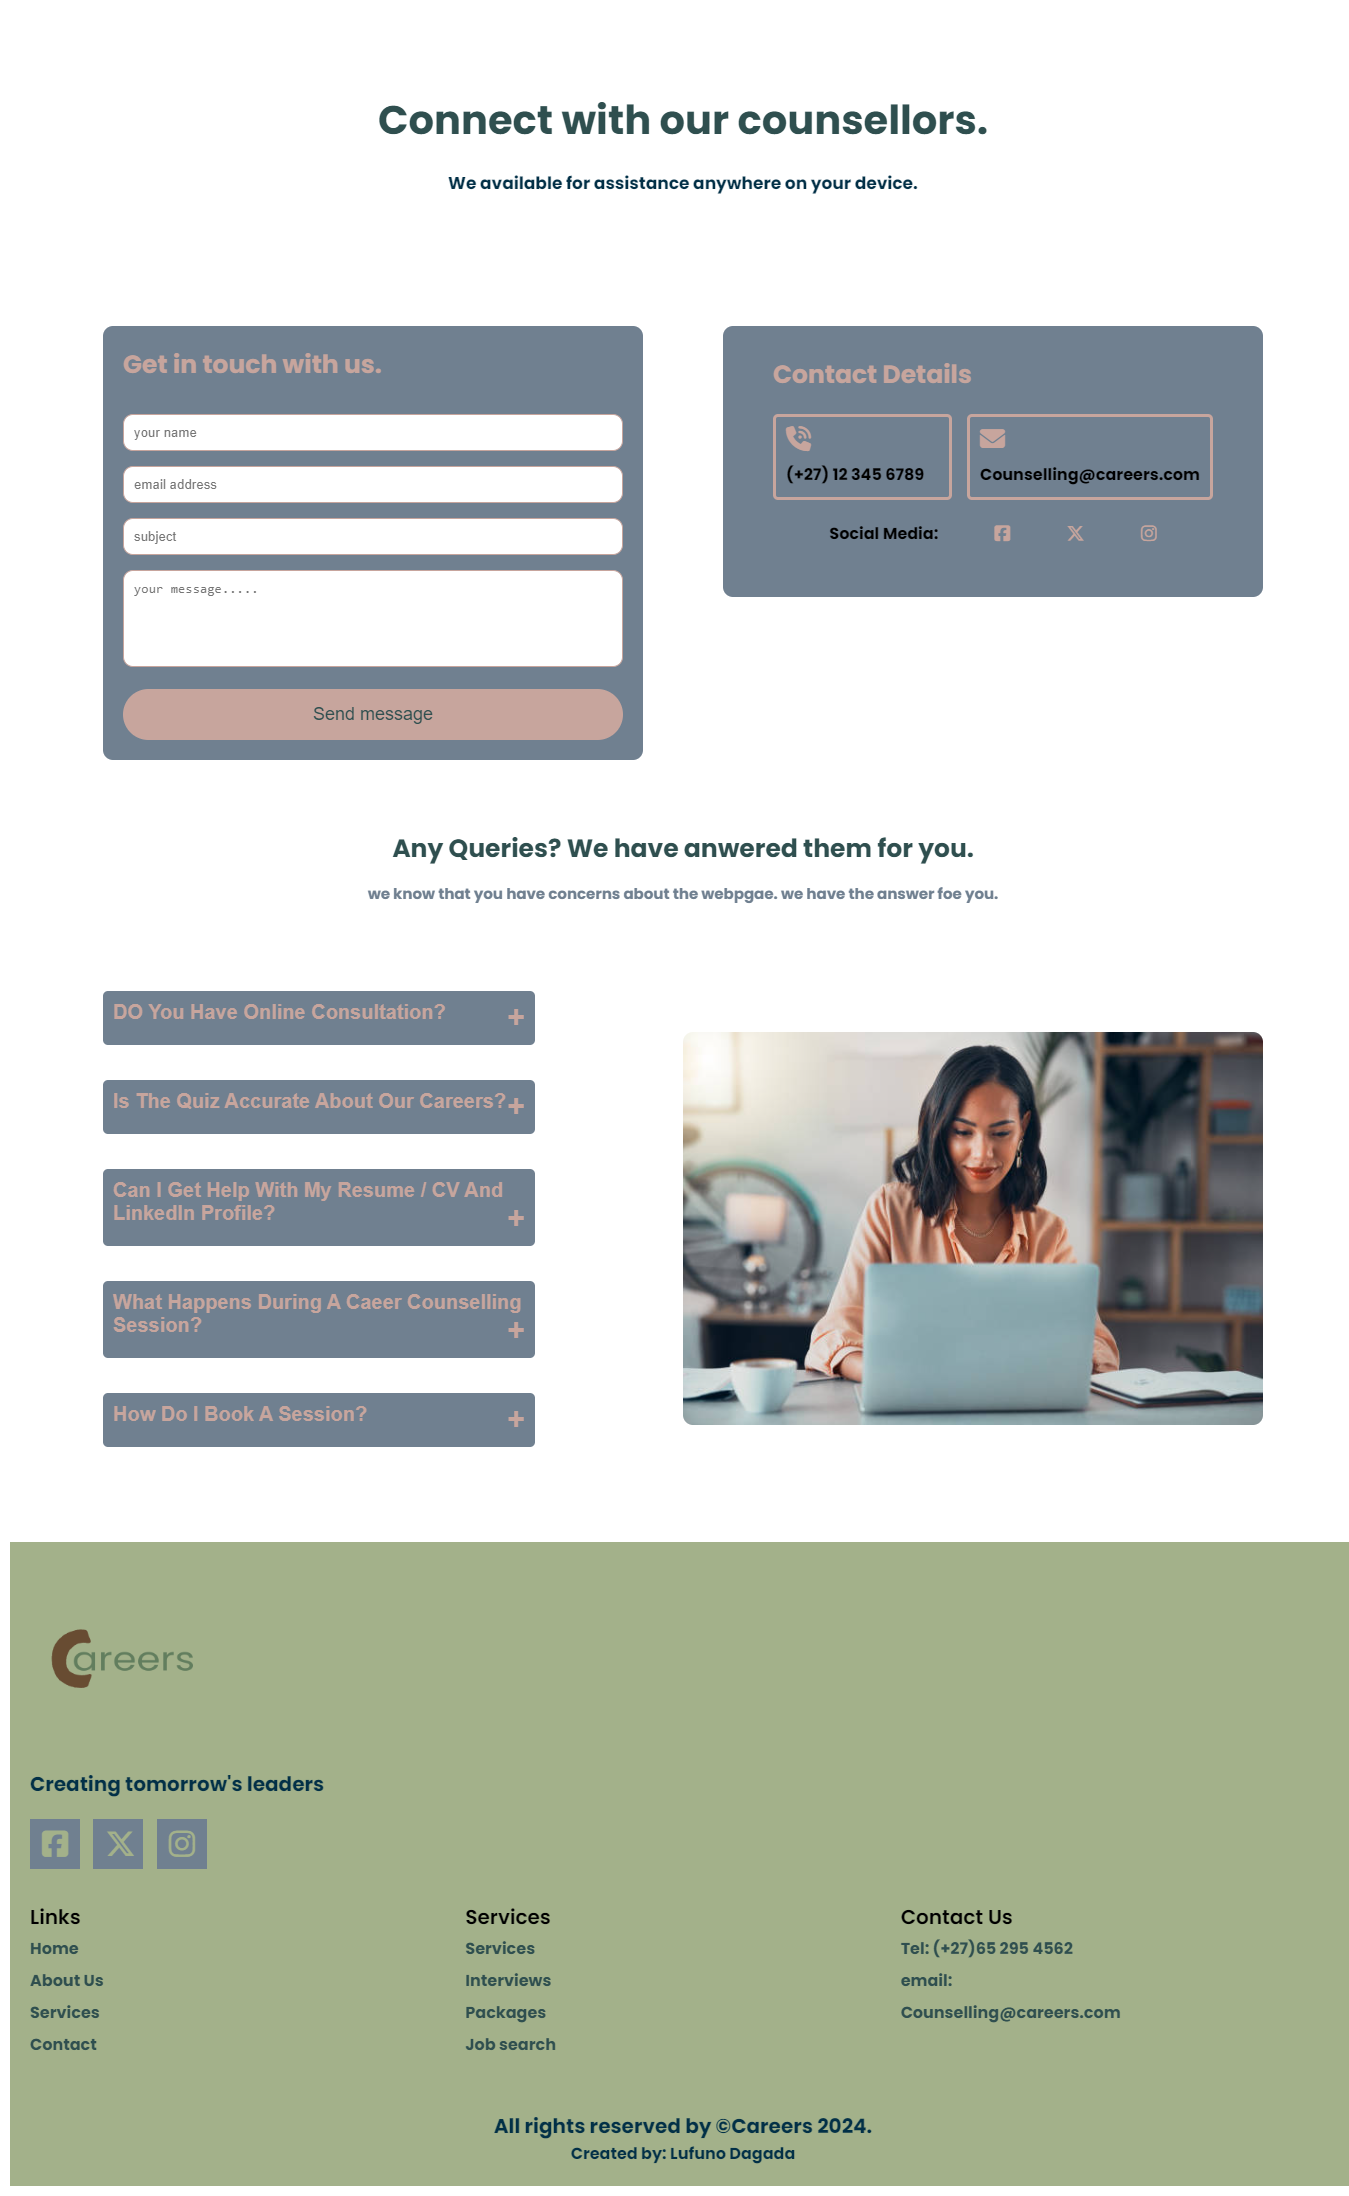 Connect with our counsellors.
We available for assistance anywhere on your device.
Get in touch with us.
your name
email address
subject
your message.....
Send message
Contact Details
(+27) 12 345 6789
Counselling@careers.com
Social Media:
Any Queries? We have anwered them for you.
we know that you have concerns about the webpgae. we have the answer foe you.
DO You Have Online Consultation?
+
Is The Quiz Accurate About Our Careers?
+
Can I Get Help With My Resume / CV And
LinkedIn Profile?
+
What Happens During A Caeer Counselling
Session?
+
How Do I Book A Session?
+
Careers
Creating tomorrow's leaders
Links
Home
About Us
Services
Contact
Services
Services
Interviews
Packages
Job search
Contact Us
Tel: (+27)65 295 4562
email:
Counselling@careers.com
All rights reserved by ©Careers 2024.
Created by: Lufuno Dagada